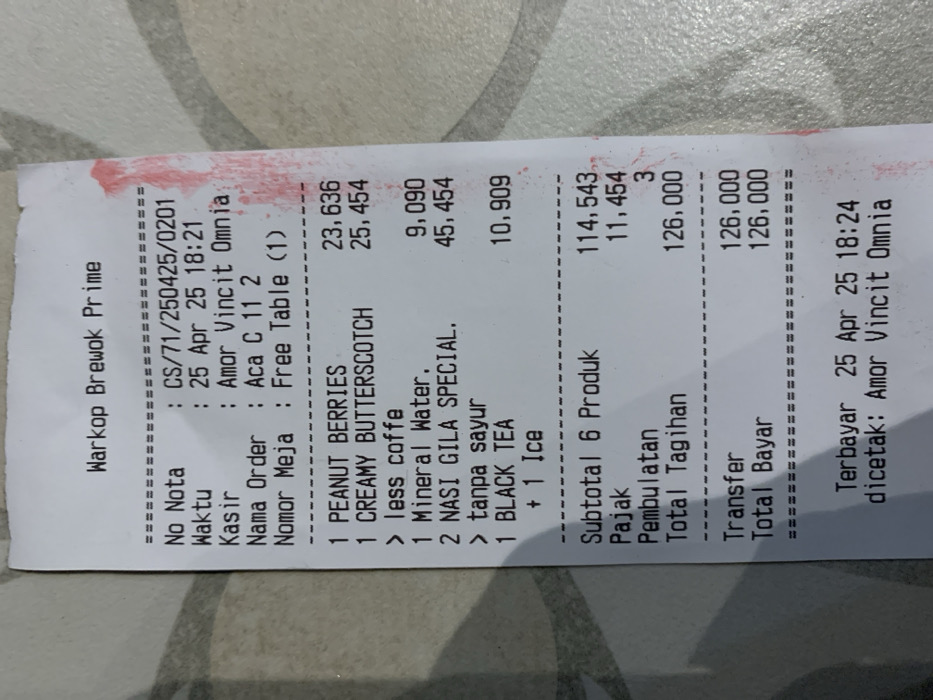 Warkop Brewok Prime
==================================
No Nota : CS/71/250425/0201
Waktu : 25 Apr 25 18:21
Kasir : Amor Vincit Omnia
Nama Order : Aca C 11 2
Nomor Meja : Free Table (1)
----------------------------------
1 PEANUT BERRIES 23,636
1 CREAMY BUTTERSCOTCH 25,454
> less coffe
1 Mineral Water. 9,090
2 NASI GILA SPECIAL. 45,454
> tanpa sayur
1 BLACK TEA 10,909
+ 1 Ice
----------------------------------
Subtotal 6 Produk 114,543
Pajak 11,454
Pembulatan 3
Total Tagihan 126,000
----------------------------------
Transfer 126,000
Total Bayar 126,000
==================================
Terbayar 25 Apr 25 18:24
dicetak: Amor Vincit Omnia